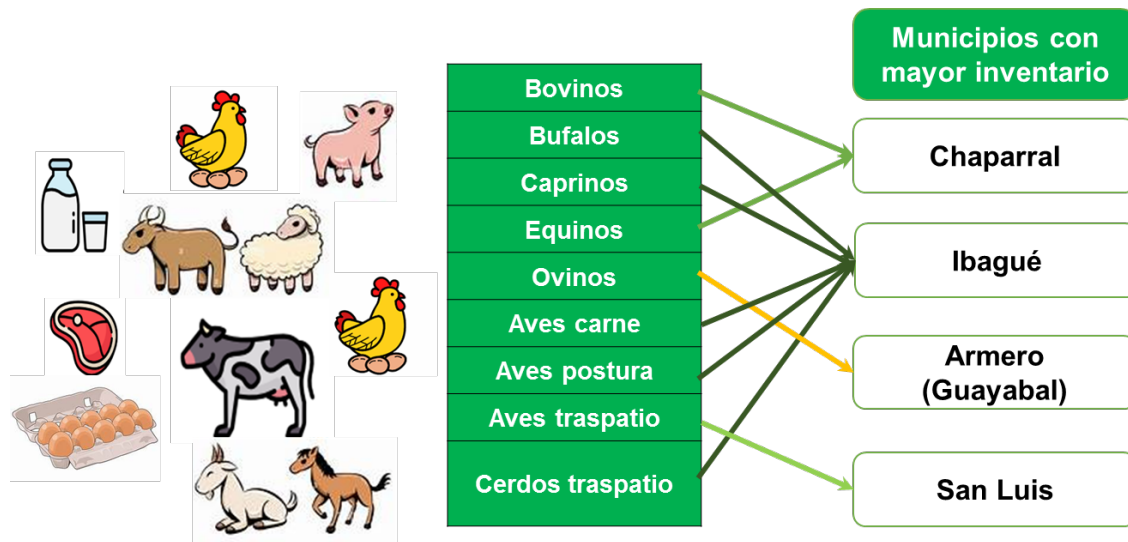 Bovinos
Bufalos
Caprinos
Equinos
Ovinos
Aves carne
Aves postura
Aves traspatio
Cerdos traspatio
Municipios con
mayor inventario
Chaparral
Ibagué
Armero
(Guayabal)
San Luis